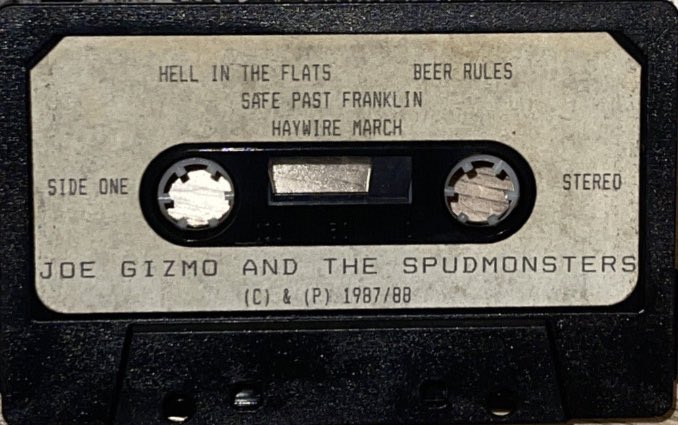 HELL IN THE FLATS BEER RULES
SAFE PAST FRANKLIN
HAYWIRE MARCH
SIDE ONE STEREO
JOE GIZMO AND THE SPUDMONSTERS
(C) & (P) 1987/88